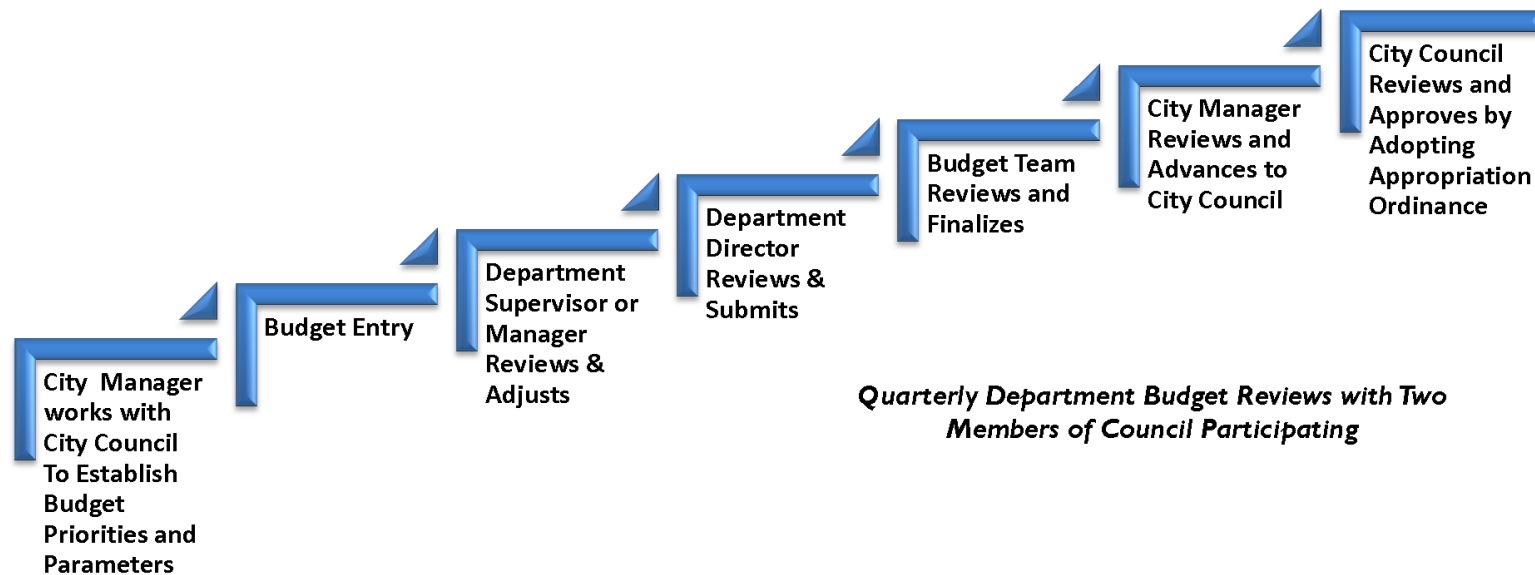 City Manager
works with
City Council
To Establish
Budget
Priorities and
Parameters
Budget Entry
Department
Supervisor or
Manager
Reviews &
Adjusts
Department
Director
Reviews &
Submits
Budget Team
Reviews and
Finalizes
City Manager
Reviews and
Advances to
City Council
City Council
Reviews and
Approves by
Adopting
Appropriation
Ordinance
Quarterly Department Budget Reviews with Two
Members of Council Participating